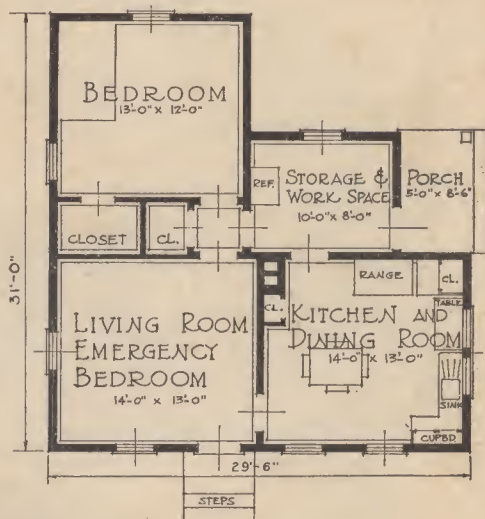 BEDROOM
13'-0" x 12'-0"
REF.
STORAGE &
WORK SPACE
10'-0" x 8'-0"
PORCH
5'-0" x 8'-6"
CLOSET
CL.
31'-0"
RANGE
CL.
TABLE
CL.
KITCHEN AND
DINING ROOM
14'-0" x 13'-0"
LIVING ROOM
EMERGENCY
BEDROOM
14'-0" x 13'-0"
SINK
CUPBD
29'-6"
STEPS